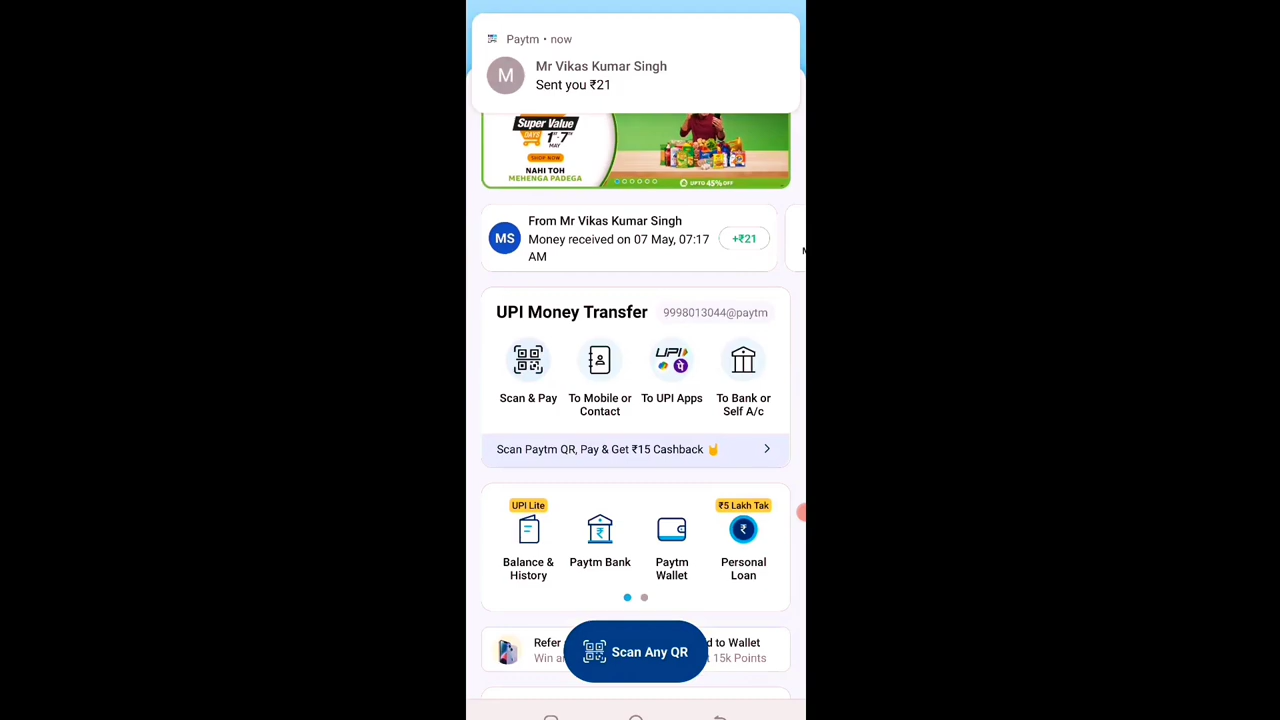 Paytm • now
M
Mr Vikas Kumar Singh
Sent you ₹21
Super Value
DAYS 1ST-7TH
MAY
SHOP NOW
NAHI TOH
MEHENGA PADEGA
UPTO 45% OFF
MS
From Mr Vikas Kumar Singh
Money received on 07 May, 07:17
AM
+₹21
UPI Money Transfer
9998013044@paytm
UPI
Scan & Pay
To Mobile or
Contact
To UPI Apps
To Bank or
Self A/c
Scan Paytm QR, Pay & Get ₹15 Cashback 🤘
UPI Lite
₹5 Lakh Tak
Balance &
History
Paytm Bank
Paytm
Wallet
Personal
Loan
Refer
Win
d to Wallet
15k Points
Scan Any QR